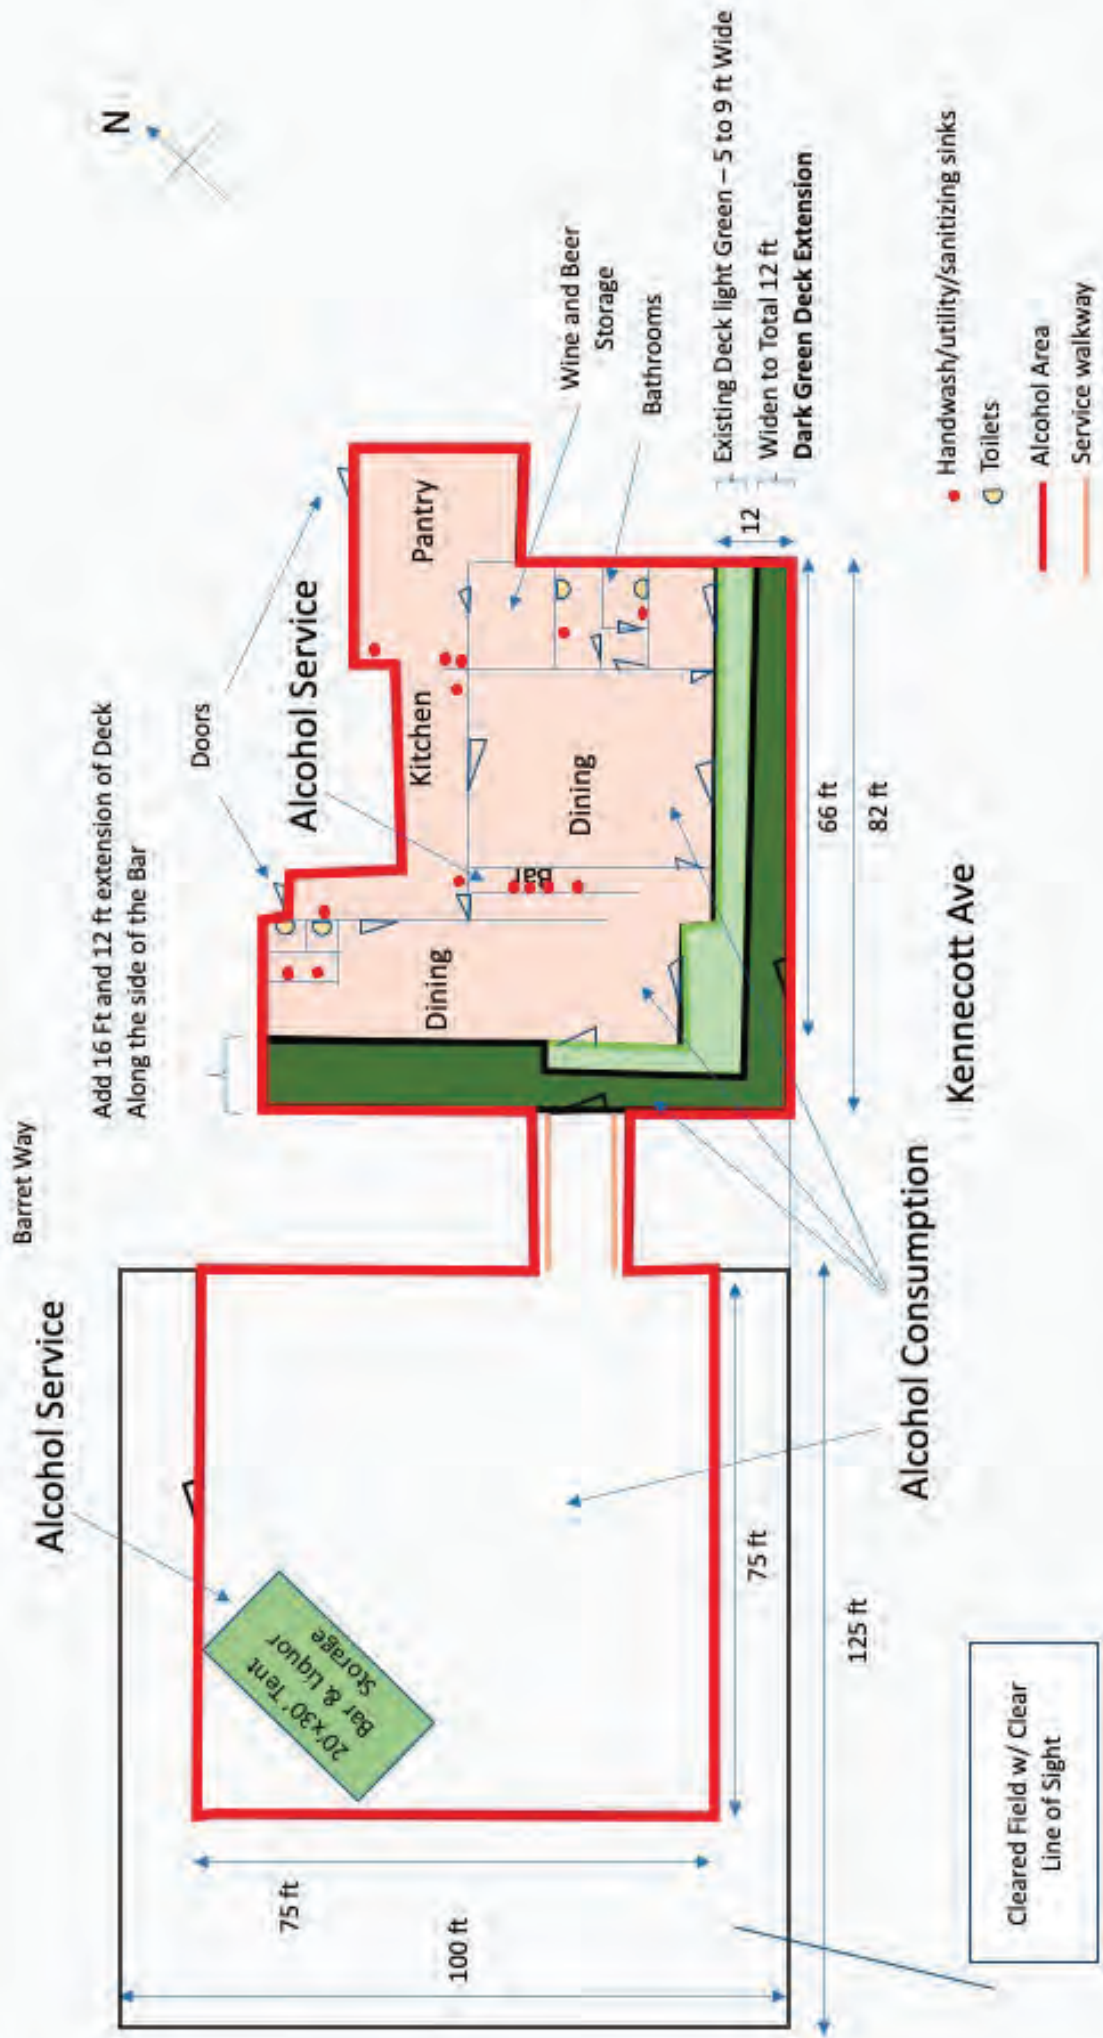 Barret Way
Add 16 Ft and 12 ft extension of Deck
Along the side of the Bar
N
Alcohol Service
Doors
Alcohol Service
Pantry
Kitchen
Wine and Beer
Storage
Bathrooms
Dining
Bar
Dining
20'x30' Tent
Bar & Liquor
Storage
12
Existing Deck light Green – 5 to 9 ft Wide
Widen to Total 12 ft
Dark Green Deck Extension
75 ft
100 ft
75 ft
125 ft
66 ft
82 ft
Alcohol Consumption
Kennecott Ave
Cleared Field w/ Clear
Line of Sight
Handwash/utility/sanitizing sinks
Toilets
Alcohol Area
Service walkway